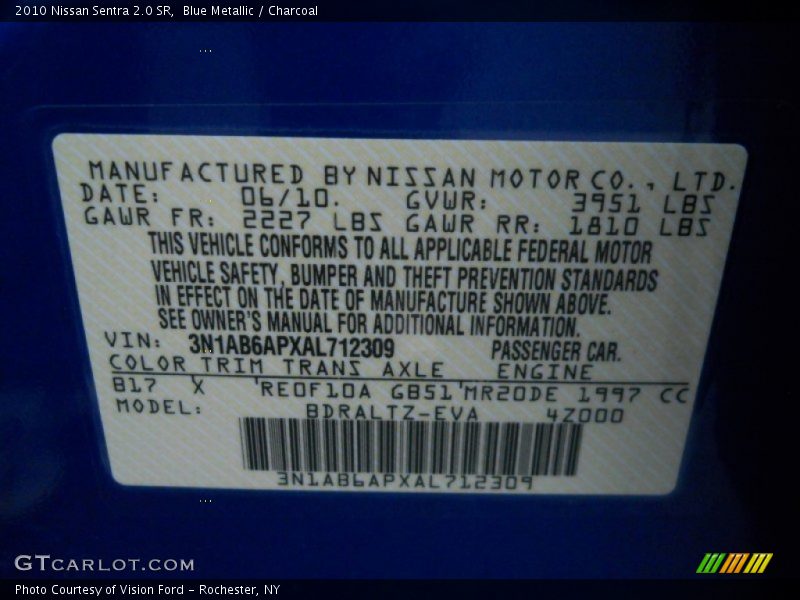 2010 Nissan Sentra 2.0 SR,  Blue Metallic / Charcoal
MANUFACTURED BY NISSAN MOTOR CO., LTD.
DATE: 06/10. GVWR: 3951 LBS
GAWR FR: 2227 LBS GAWR RR: 1810 LBS
THIS VEHICLE CONFORMS TO ALL APPLICABLE FEDERAL MOTOR
VEHICLE SAFETY, BUMPER AND THEFT PREVENTION STANDARDS
IN EFFECT ON THE DATE OF MANUFACTURE SHOWN ABOVE.
SEE OWNER'S MANUAL FOR ADDITIONAL INFORMATION.
VIN: 3N1AB6APXAL712309 PASSENGER CAR.
COLOR TRIM TRANS AXLE ENGINE
B17 X 'RE0F10A GB51'MR20DE 1997 CC
MODEL: BDRALTZ-EVA 4Z000
3N1AB6APXAL712309
GTCARLOT.COM
Photo Courtesy of Vision Ford – Rochester, NY